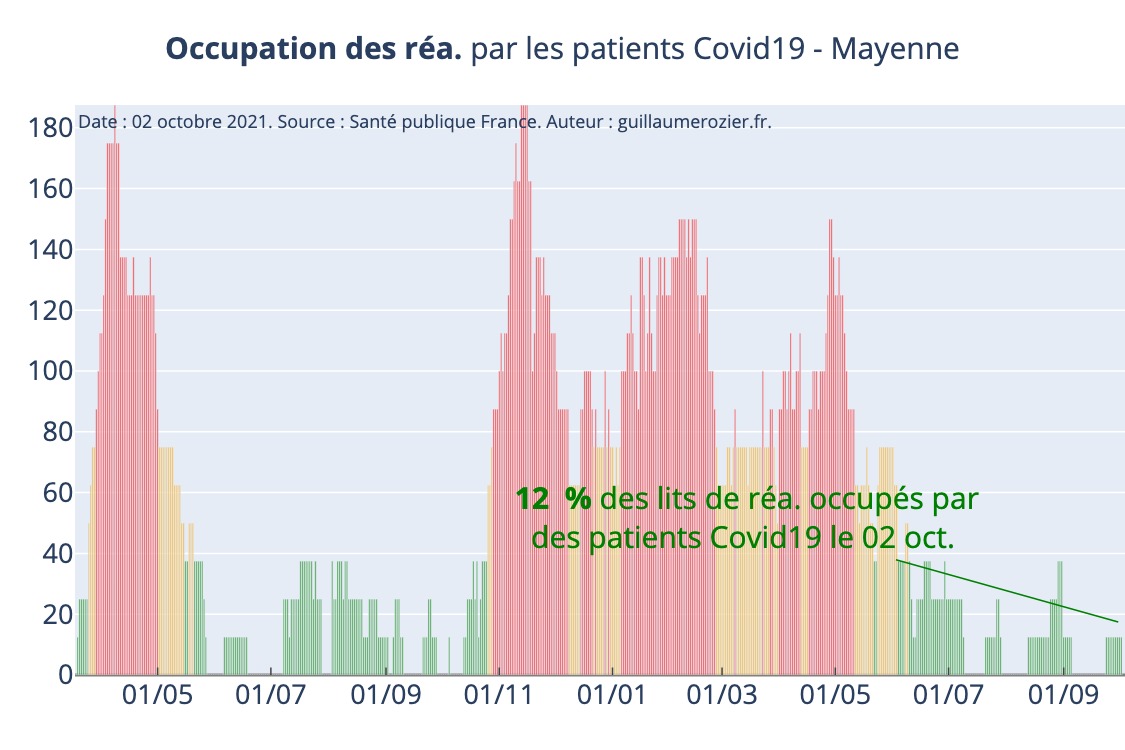 Occupation des réa. par les patients Covid19 - Mayenne
180
Date : 02 octobre 2021. Source : Santé publique France. Auteur : guillaumerozier.fr.
160
140
120
100
80
60
12 % des lits de réa. occupés par
des patients Covid19 le 02 oct.
40
20
0
01/05 01/07 01/09 01/11 01/01 01/03 01/05 01/07 01/09